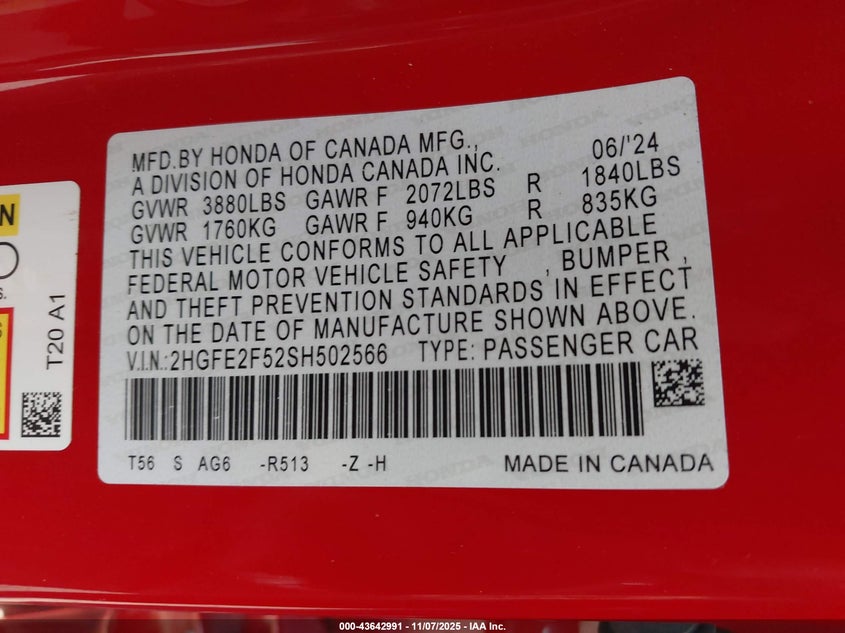 MFD.BY HONDA OF CANADA MFG., 06/'24
A DIVISION OF HONDA CANADA INC.
GVWR 3880LBS GAWR F 2072LBS R 1840LBS
GVWR 1760KG GAWR F 940KG R 835KG
THIS VEHICLE CONFORMS TO ALL APPLICABLE
FEDERAL MOTOR VEHICLE SAFETY , BUMPER ,
AND THEFT PREVENTION STANDARDS IN EFFECT
ON THE DATE OF MANUFACTURE SHOWN ABOVE.
V.I.N.:2HGFE2F52SH502566 TYPE: PASSENGER CAR
T56 S AG6 -R513 -Z -H MADE IN CANADA
T20 A1
000-43642991 - 11/07/2025 - IAA Inc.